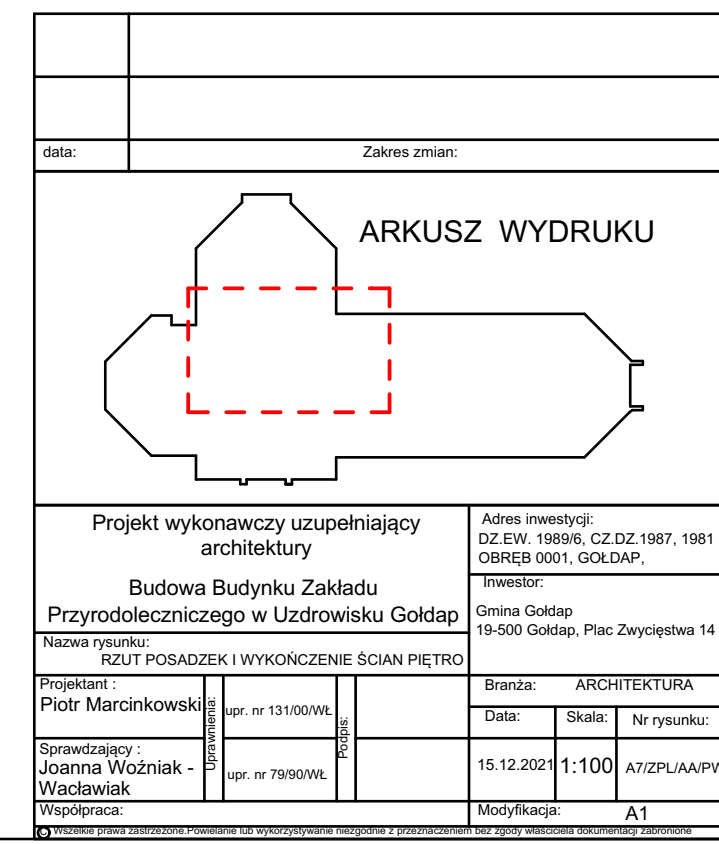 data: Zakres zmian:
ARKUSZ WYDRUKU
Projekt wykonawczy uzupełniający
architektury
Budowa Budynku Zakładu
Przyrodoleczniczego w Uzdrowisku Gołdap
Adres inwestycji:
DZ.EW. 1989/6, CZ.DZ.1987, 1981
OBRĘB 0001, GOŁDAP,
Inwestor:
Gmina Gołdap
19-500 Gołdap, Plac Zwycięstwa 14
Nazwa rysunku:
RZUT POSADZEK I WYKOŃCZENIE ŚCIAN PIĘTRO
Projektant :
Piotr Marcinkowski
Uprawnienia:
upr. nr 131/00/WŁ
Podpis:
Branża: ARCHITEKTURA
Data: Skala: Nr rysunku:
Sprawdzający :
Joanna Woźniak -
Wacławiak
upr. nr 79/90/WŁ
15.12.2021 1:100 A7/ZPL/AA/PW
Współpraca:
Modyfikacja: A1
© Wszelkie prawa zastrzeżone.Powielanie lub wykorzystywanie niezgodnie z przeznaczeniem bez zgody właściciela dokumentacji zabronione